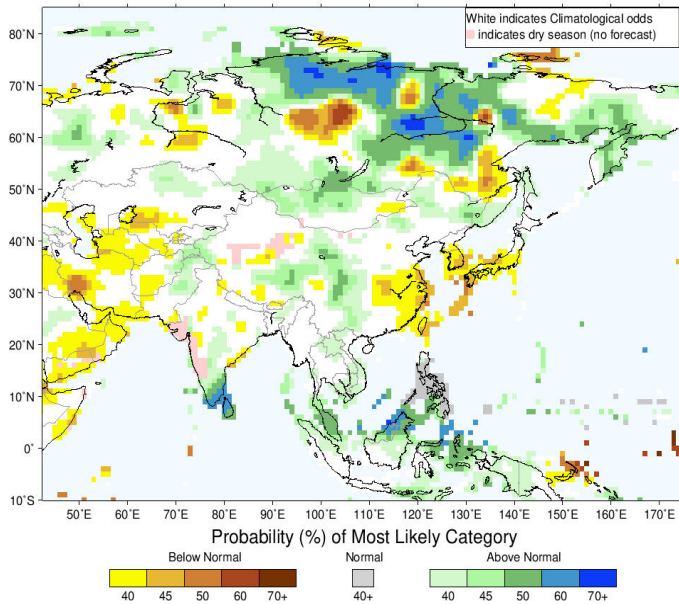 White indicates Climatological odds
indicates dry season (no forecast)
80°N
70°N
60°N
50°N
40°N
30°N
20°N
10°N
0°
10°S
50°E 60°E 70°E 80°E 90°E 100°E 110°E 120°E 130°E 140°E 150°E 160°E 170°E
Probability (%) of Most Likely Category
Below Normal Normal Above Normal
40 45 50 60 70+ 40+ 40 45 50 60 70+